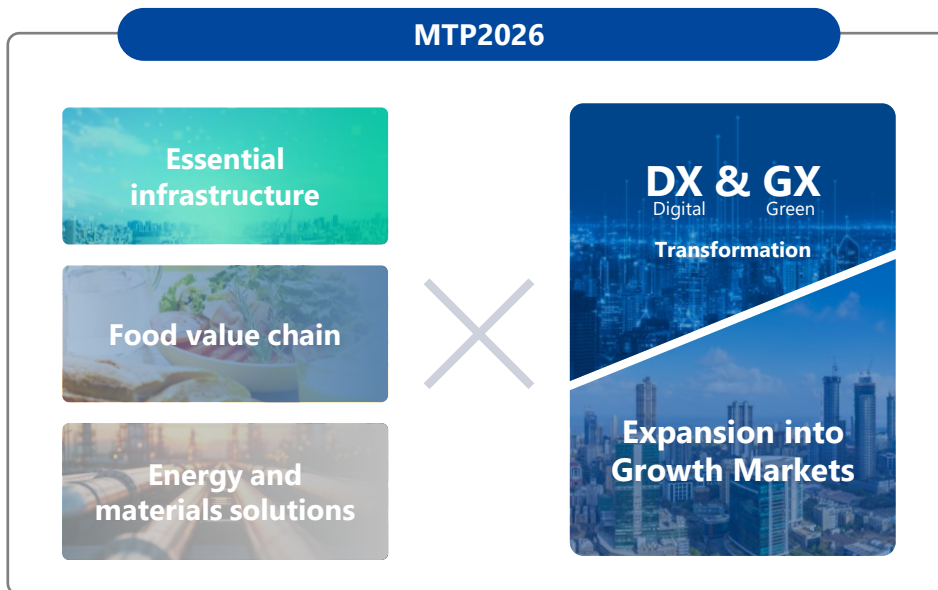 MTP2026
Essential
infrastructure
Food value chain
Energy and
materials solutions
DX & GX
Digital Green
Transformation
Expansion into
Growth Markets